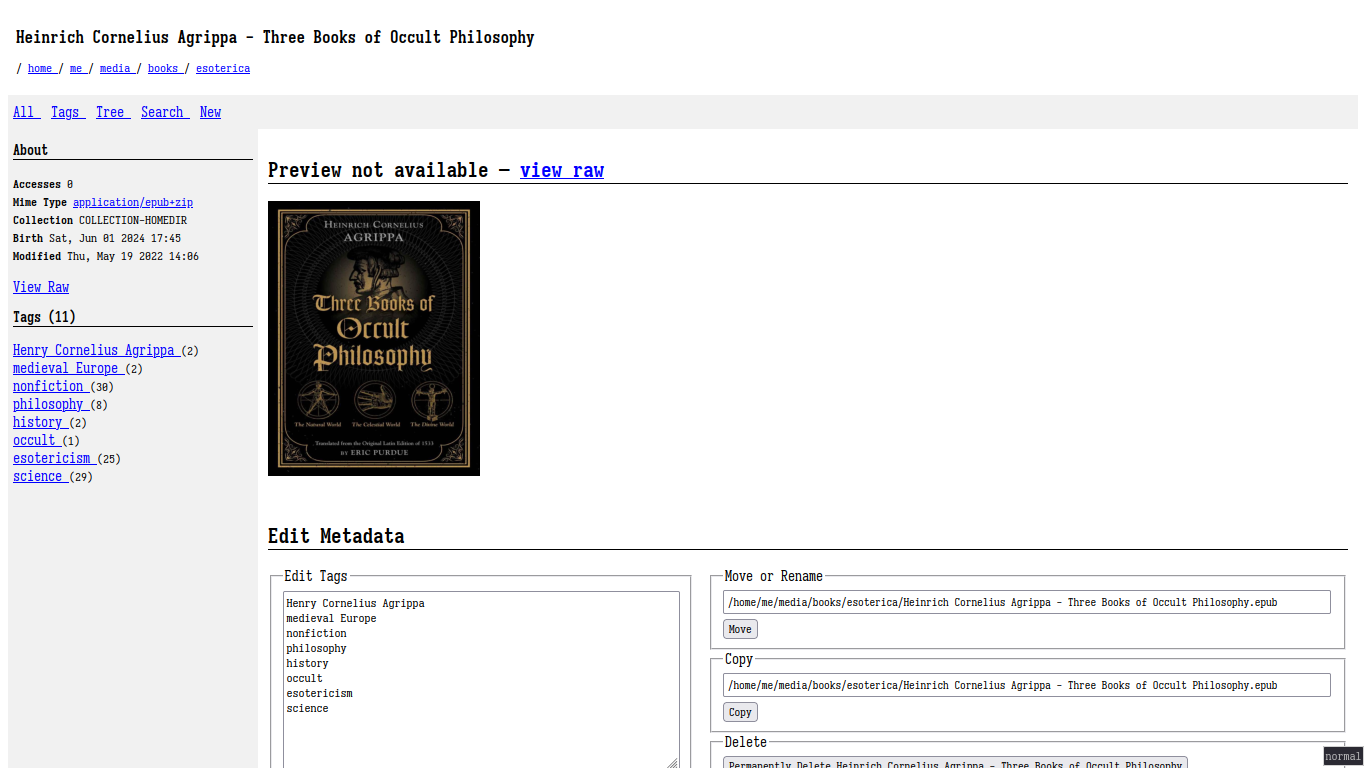 Heinrich Cornelius Agrippa - Three Books of Occult Philosophy
/ home / me / media / books / esoterica
All Tags Tree Search New
About
Accesses 0
Mime Type application/epub+zip
Collection COLLECTION-HOMEDIR
Birth Sat, Jun 01 2024 17:45
Modified Thu, May 19 2022 14:06
View Raw
Tags (11)
Henry Cornelius Agrippa (2)
medieval Europe (2)
nonfiction (30)
philosophy (8)
history (2)
occult (1)
esotericism (25)
science (29)
Preview not available — view raw
HEINRICH CORNELIUS
AGRIPPA
Three Books of
Occult
Philosophy
The Natural World The Celestial World The Divine World
Translated from the Original Latin Edition of 1533
BY ERIC PURDUE
Edit Metadata
Edit Tags
Henry Cornelius Agrippa
medieval Europe
nonfiction
philosophy
history
occult
esotericism
science
Move or Rename
/home/me/media/books/esoterica/Heinrich Cornelius Agrippa - Three Books of Occult Philosophy.epub
Move
Copy
/home/me/media/books/esoterica/Heinrich Cornelius Agrippa - Three Books of Occult Philosophy.epub
Copy
Delete
Permanently Delete Heinrich Cornelius Agrippa - Three Books of Occult Philosophy
normal